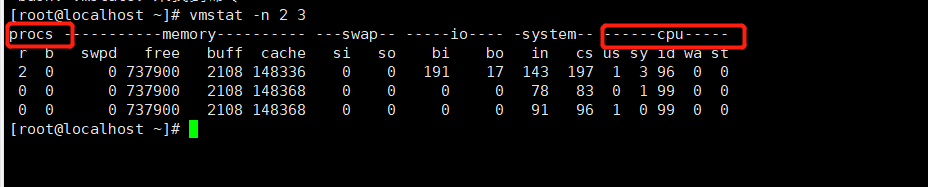 [root@localhost ~]# vmstat -n 2 3
procs -----------memory---------- ---swap-- -----io---- -system-- ------cpu-----
 r  b   swpd   free   buff  cache   si   so    bi    bo   in   cs us sy id wa st
 2  0      0 737900   2108 148336    0    0   191    17  143  197  1  3 96  0  0
 0  0      0 737900   2108 148368    0    0     0     0   78   83  0  1 99  0  0
 0  0      0 737900   2108 148368    0    0     0     0   91   96  1  0 99  0  0
[root@localhost ~]#